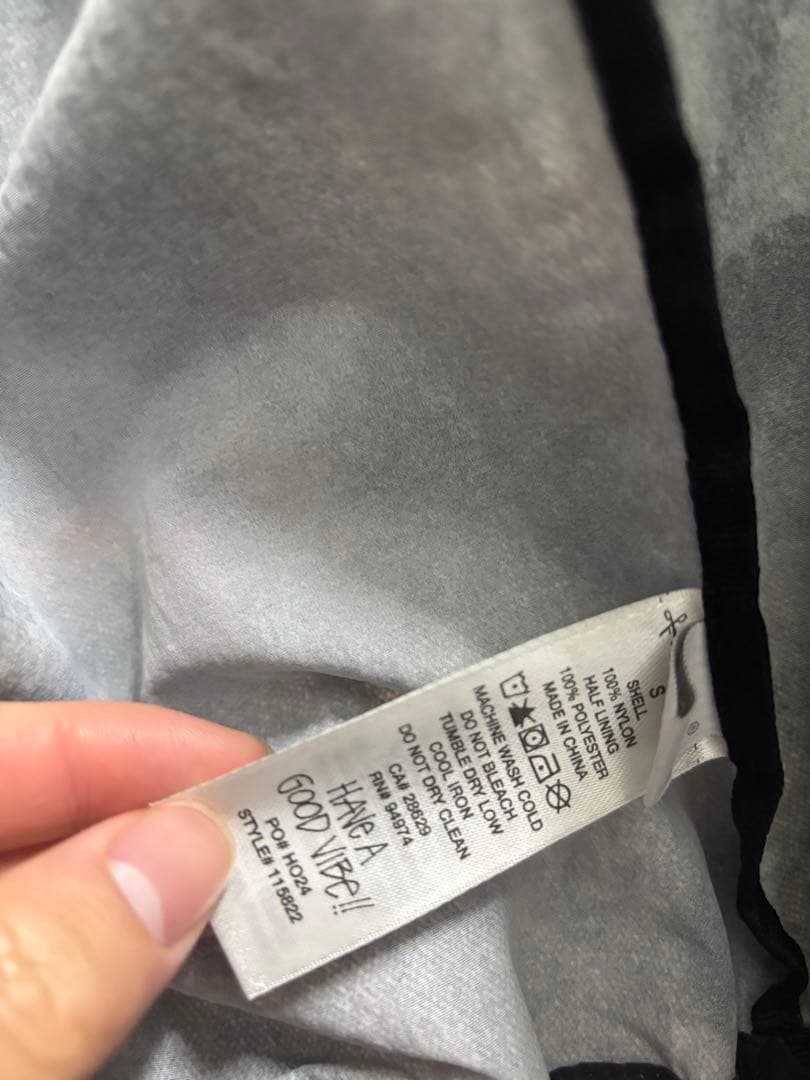 S
SHELL
100% NYLON
HALF LINING
100% POLYESTER
MADE IN CHINA
MACHINE WASH COLD
DO NOT BLEACH
TUMBLE DRY LOW
COOL IRON
DO NOT DRY CLEAN
CA# 28629
RN# 94974
HAVE A
GOOD VIBE!!
PO# HO24
STYLE# 115822